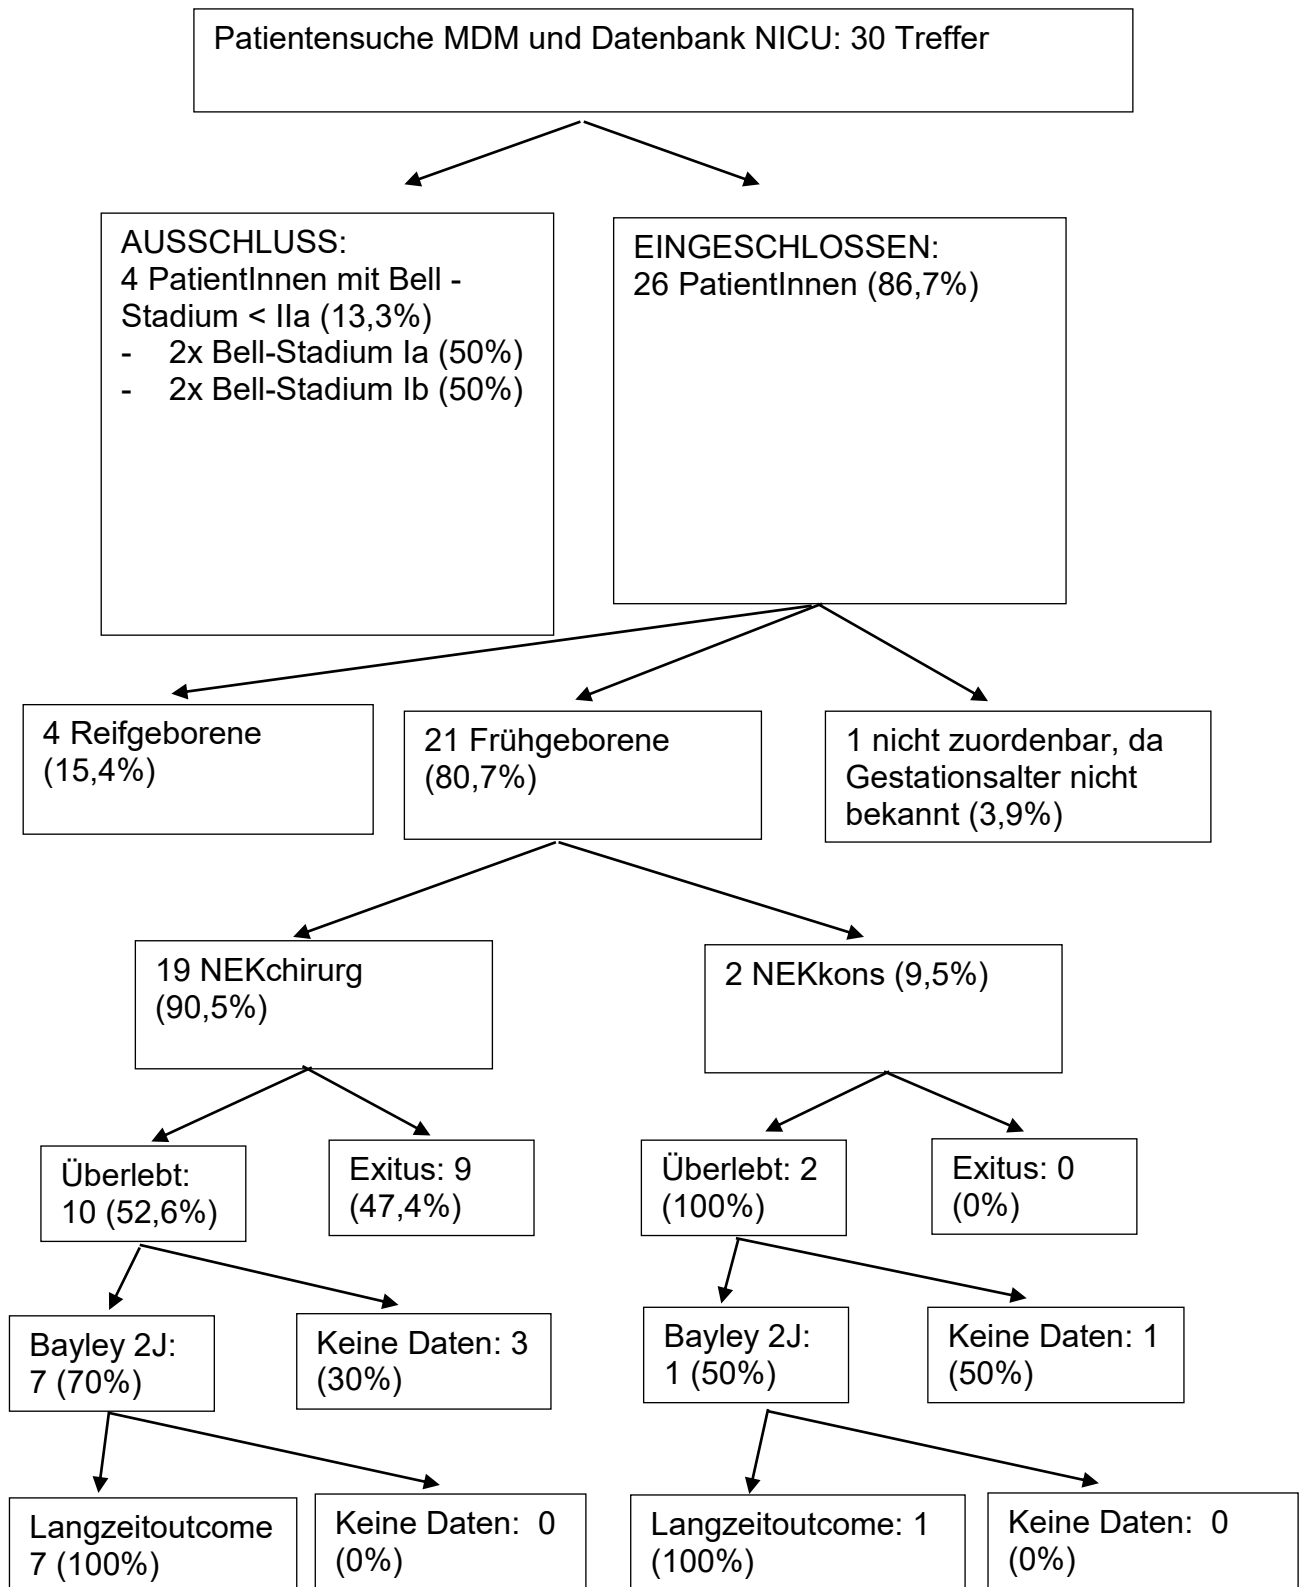 Patientensuche MDM und Datenbank NICU: 30 Treffer
AUSSCHLUSS:
4 PatientInnen mit Bell -
Stadium < IIa (13,3%)
- 2x Bell-Stadium Ia (50%)
- 2x Bell-Stadium Ib (50%)
EINGESCHLOSSEN:
26 PatientInnen (86,7%)
4 Reifgeborene
(15,4%)
21 Frühgeborene
(80,7%)
1 nicht zuordenbar, da
Gestationsalter nicht
bekannt (3,9%)
19 NEKchirurg
(90,5%)
2 NEKkons (9,5%)
Überlebt:
10 (52,6%)
Exitus: 9
(47,4%)
Überlebt: 2
(100%)
Exitus: 0
(0%)
Bayley 2J:
7 (70%)
Keine Daten: 3
(30%)
Bayley 2J:
1 (50%)
Keine Daten: 1
(50%)
Langzeitoutcome
7 (100%)
Keine Daten: 0
(0%)
Langzeitoutcome: 1
(100%)
Keine Daten: 0
(0%)